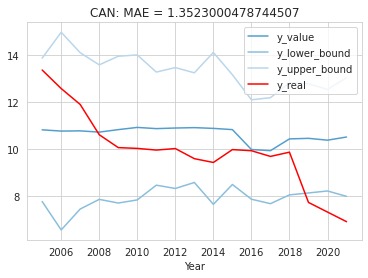 CAN: MAE = 1.3523000478744507
y_value
y_lower_bound
y_upper_bound
y_real
14
12
10
8
2006 2008 2010 2012 2014 2016 2018 2020
Year